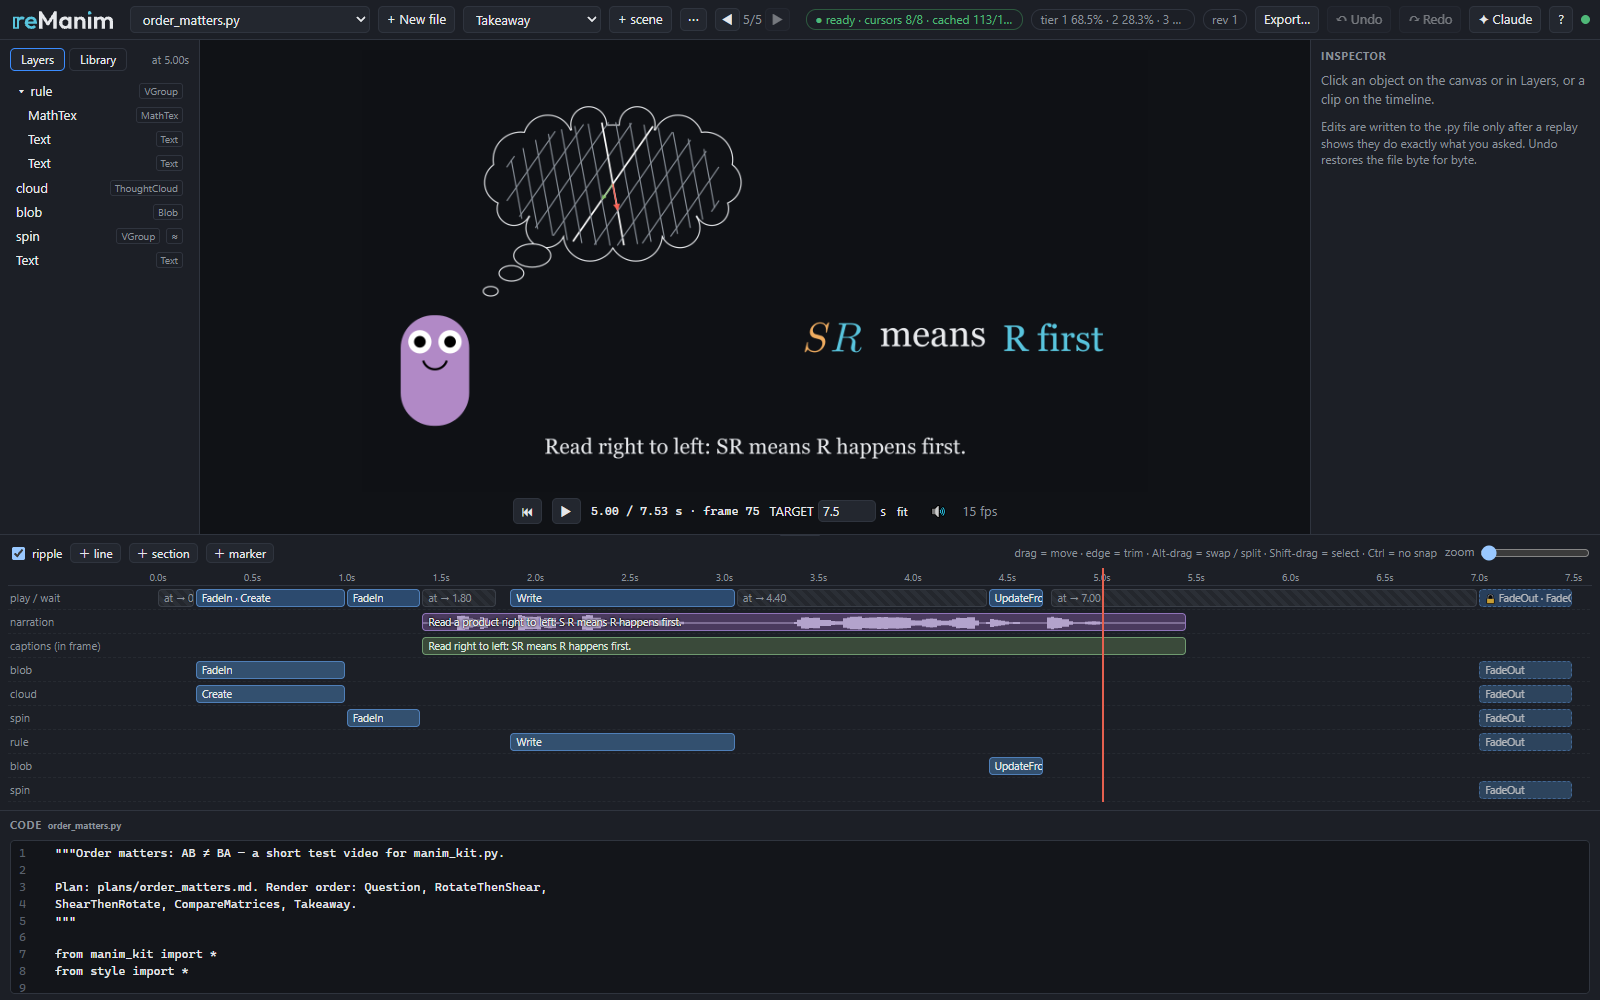 reManim order_matters.py + New file Takeaway + scene ... 5/5 ready · cursors 8/8 · cached 113/1... tier 1 68.5% · 2 28.3% · 3 ... rev 1 Export... Undo Redo Claude ?
Layers Library at 5.00s
rule VGroup
MathTex MathTex
Text Text
Text Text
cloud ThoughtCloud
blob Blob
spin VGroup ≈
Text Text
SR means R first
Read right to left: SR means R happens first.
5.00 / 7.53 s · frame 75 TARGET 7.5 s fit 15 fps
INSPECTOR
Click an object on the canvas or in Layers, or a
clip on the timeline.
Edits are written to the .py file only after a replay
shows they do exactly what you asked. Undo
restores the file byte for byte.
ripple + line + section + marker drag = move · edge = trim · Alt-drag = swap / split · Shift-drag = select · Ctrl = no snap zoom
0.0s 0.5s 1.0s 1.5s 2.0s 2.5s 3.0s 3.5s 4.0s 4.5s 5.0s 5.5s 6.0s 6.5s 7.0s 7.5s
play / wait at → 0 FadeIn · Create FadeIn at → 1.80 Write at → 4.40 UpdateFrc at → 7.00 FadeOut · FadeO
narration Read a product right to left: S R means R happens first.
captions (in frame) Read right to left: SR means R happens first.
blob FadeIn FadeOut
cloud Create FadeOut
spin FadeIn FadeOut
rule Write FadeOut
blob UpdateFrc
spin FadeOut
CODE order_matters.py
1 """Order matters: AB ≠ BA — a short test video for manim_kit.py.
2
3 Plan: plans/order_matters.md. Render order: Question, RotateThenShear,
4 ShearThenRotate, CompareMatrices, Takeaway.
5 """
6
7 from manim_kit import *
8 from style import *
9